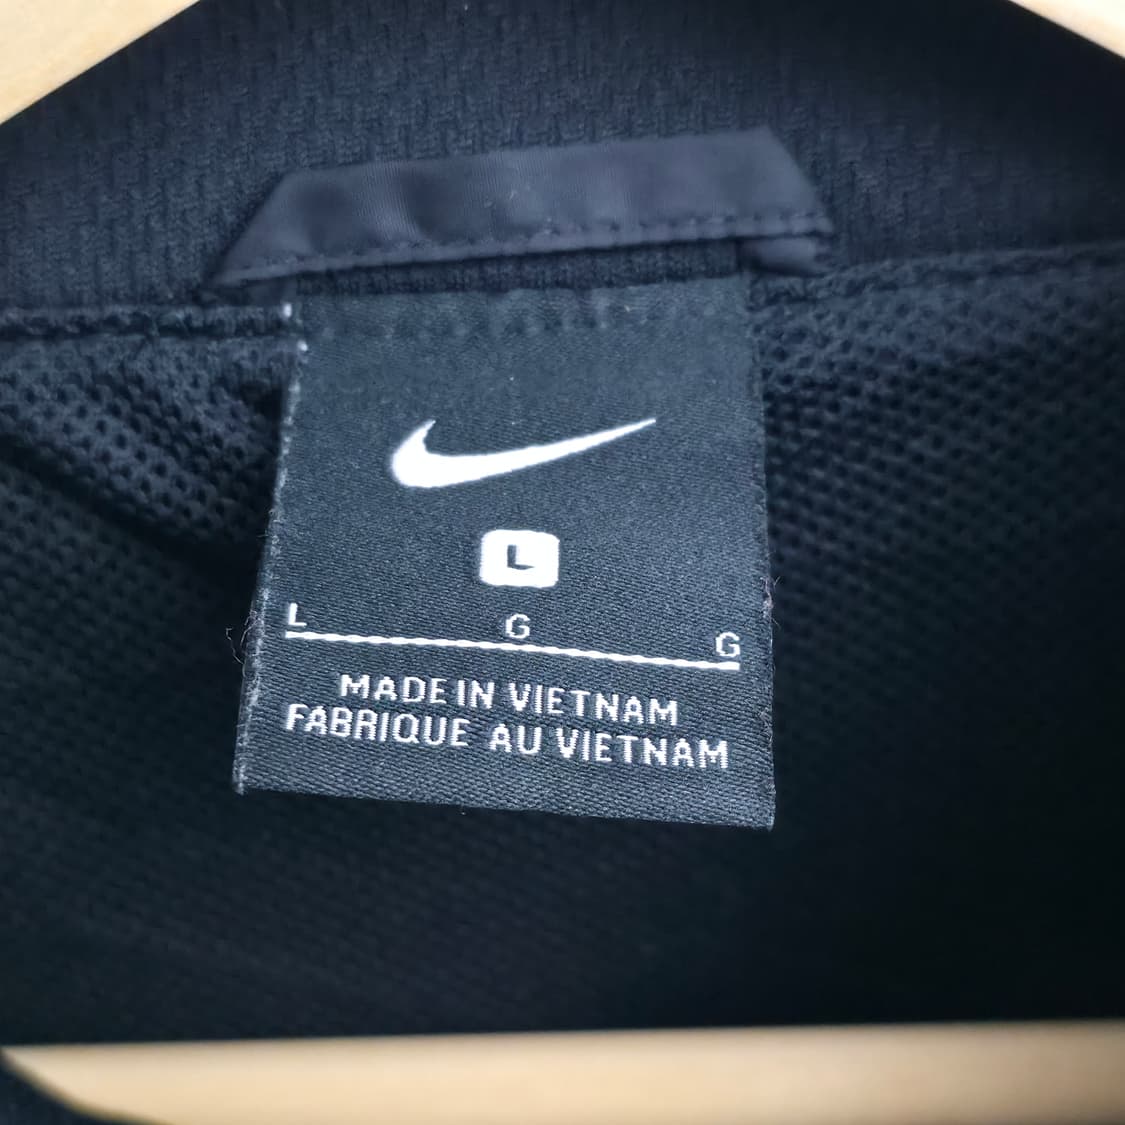 L
L G G
MADE IN VIETNAM
FABRIQUE AU VIETNAM